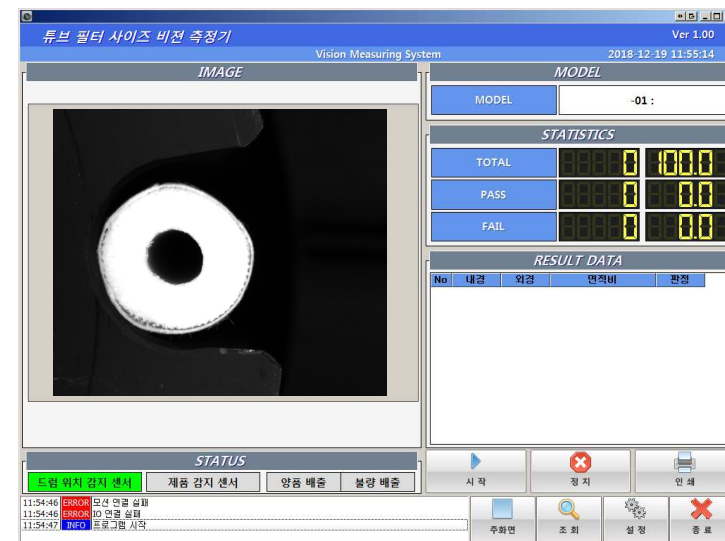 튜브 필터 사이즈 비젼 측정기
Ver 1.00
Vision Measuring System
2018-12-19 11:55:14
IMAGE
MODEL
MODEL
-01 :
STATISTICS
TOTAL 0 100.0
PASS 0 0.0
FAIL 0 0.0
RESULT DATA
No 내경 외경 면적비 판정
STATUS
드럼 위치 감지 센서 제품 감지 센서 양품 배출 불량 배출
시 작 정 지 인 쇄
11:54:46 ERROR 모션 연결 실패
11:54:46 ERROR IO 연결 실패
11:54:47 INFO 프로그램 시작
주화면 조 회 설 정 종 료